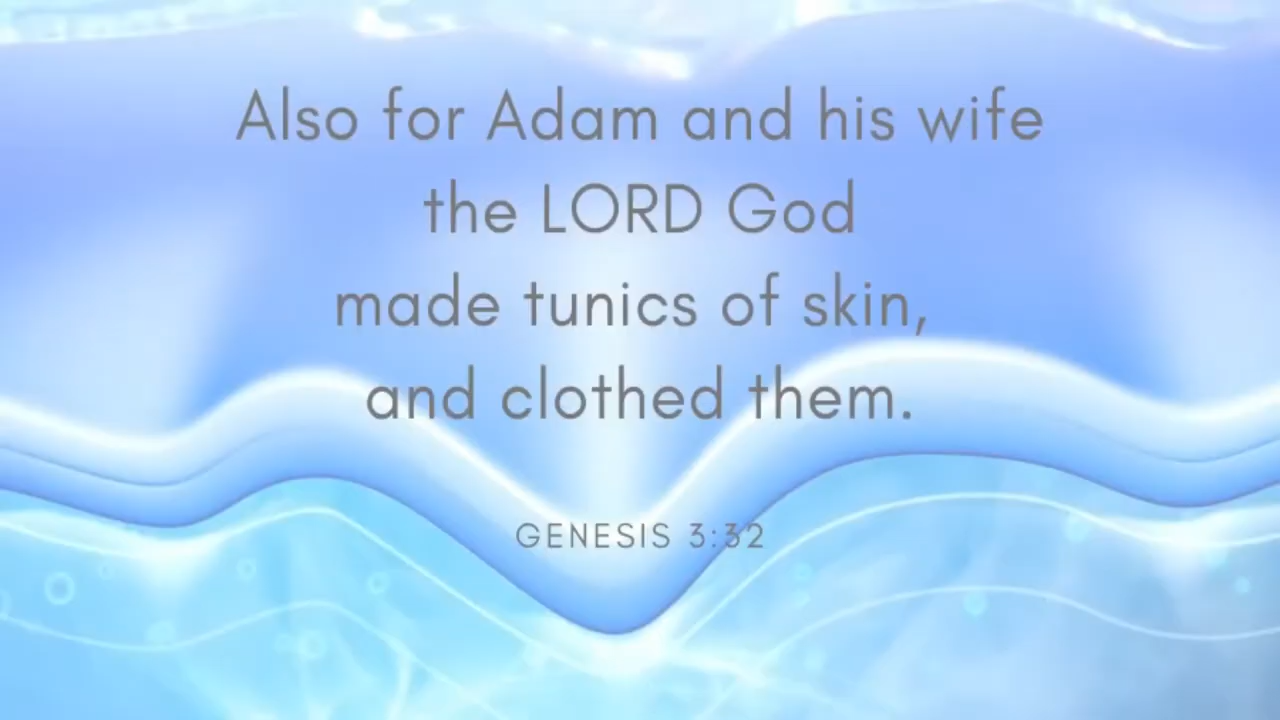 Also for Adam and his wife
the LORD God
made tunics of skin,
and clothed them.
GENESIS 3:32